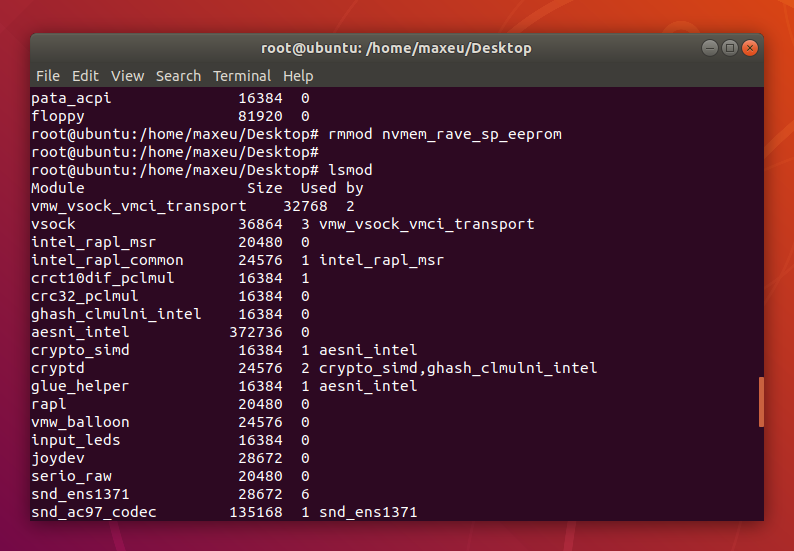 root@ubuntu: /home/maxeu/Desktop
File Edit View Search Terminal Help
pata_acpi 16384 0
floppy 81920 0
root@ubuntu:/home/maxeu/Desktop# rmmod nvmem_rave_sp_eeprom
root@ubuntu:/home/maxeu/Desktop#
root@ubuntu:/home/maxeu/Desktop# lsmod
Module Size Used by
vmw_vsock_vmci_transport 32768 2
vsock 36864 3 vmw_vsock_vmci_transport
intel_rapl_msr 20480 0
intel_rapl_common 24576 1 intel_rapl_msr
crct10dif_pclmul 16384 1
crc32_pclmul 16384 0
ghash_clmulni_intel 16384 0
aesni_intel 372736 0
crypto_simd 16384 1 aesni_intel
cryptd 24576 2 crypto_simd,ghash_clmulni_intel
glue_helper 16384 1 aesni_intel
rapl 20480 0
vmw_balloon 24576 0
input_leds 16384 0
joydev 28672 0
serio_raw 20480 0
snd_ens1371 28672 6
snd_ac97_codec 135168 1 snd_ens1371